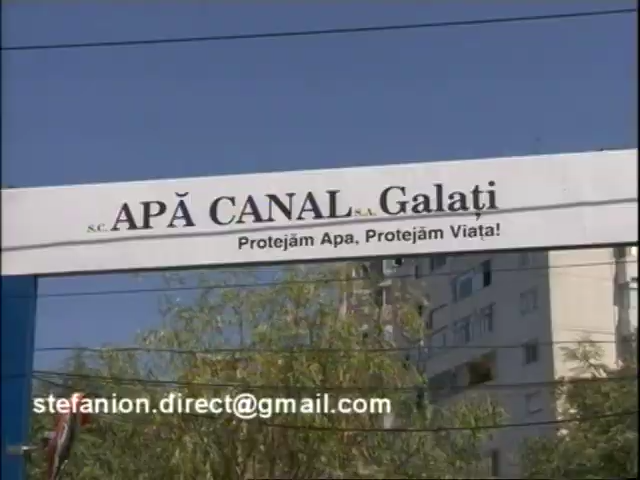 S.C. APĂ CANAL S.A. Galați
Protejăm Apa, Protejăm Viața!
stefanion.direct@gmail.com